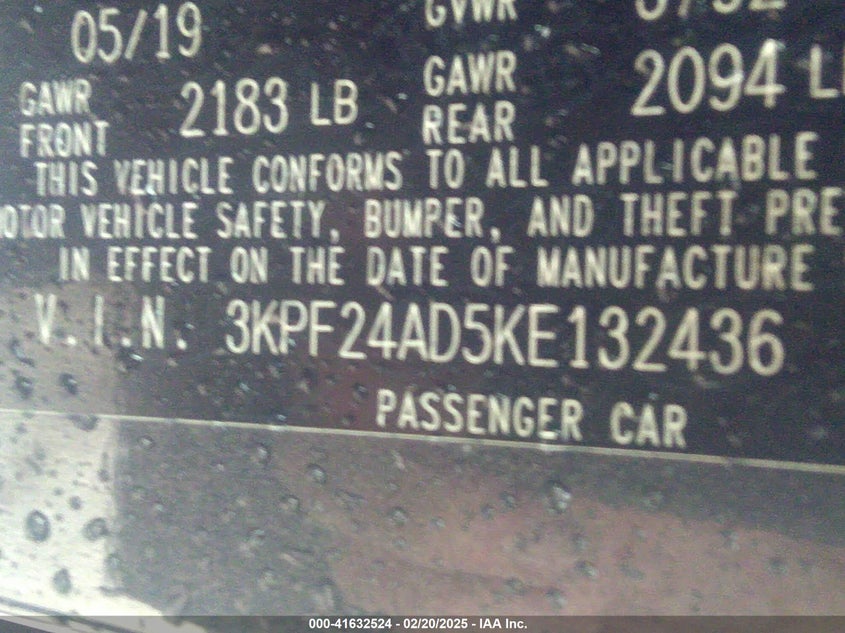 05/19 GVWR
GAWR FRONT 2183 LB GAWR REAR 2094
THIS VEHICLE CONFORMS TO ALL APPLICABLE
VEHICLE SAFETY, BUMPER, AND THEFT PRE
IN EFFECT ON THE DATE OF MANUFACTURE
V.I.N. 3KPF24AD5KE132436
PASSENGER CAR
000-41632524 - 02/20/2025 - IAA Inc.